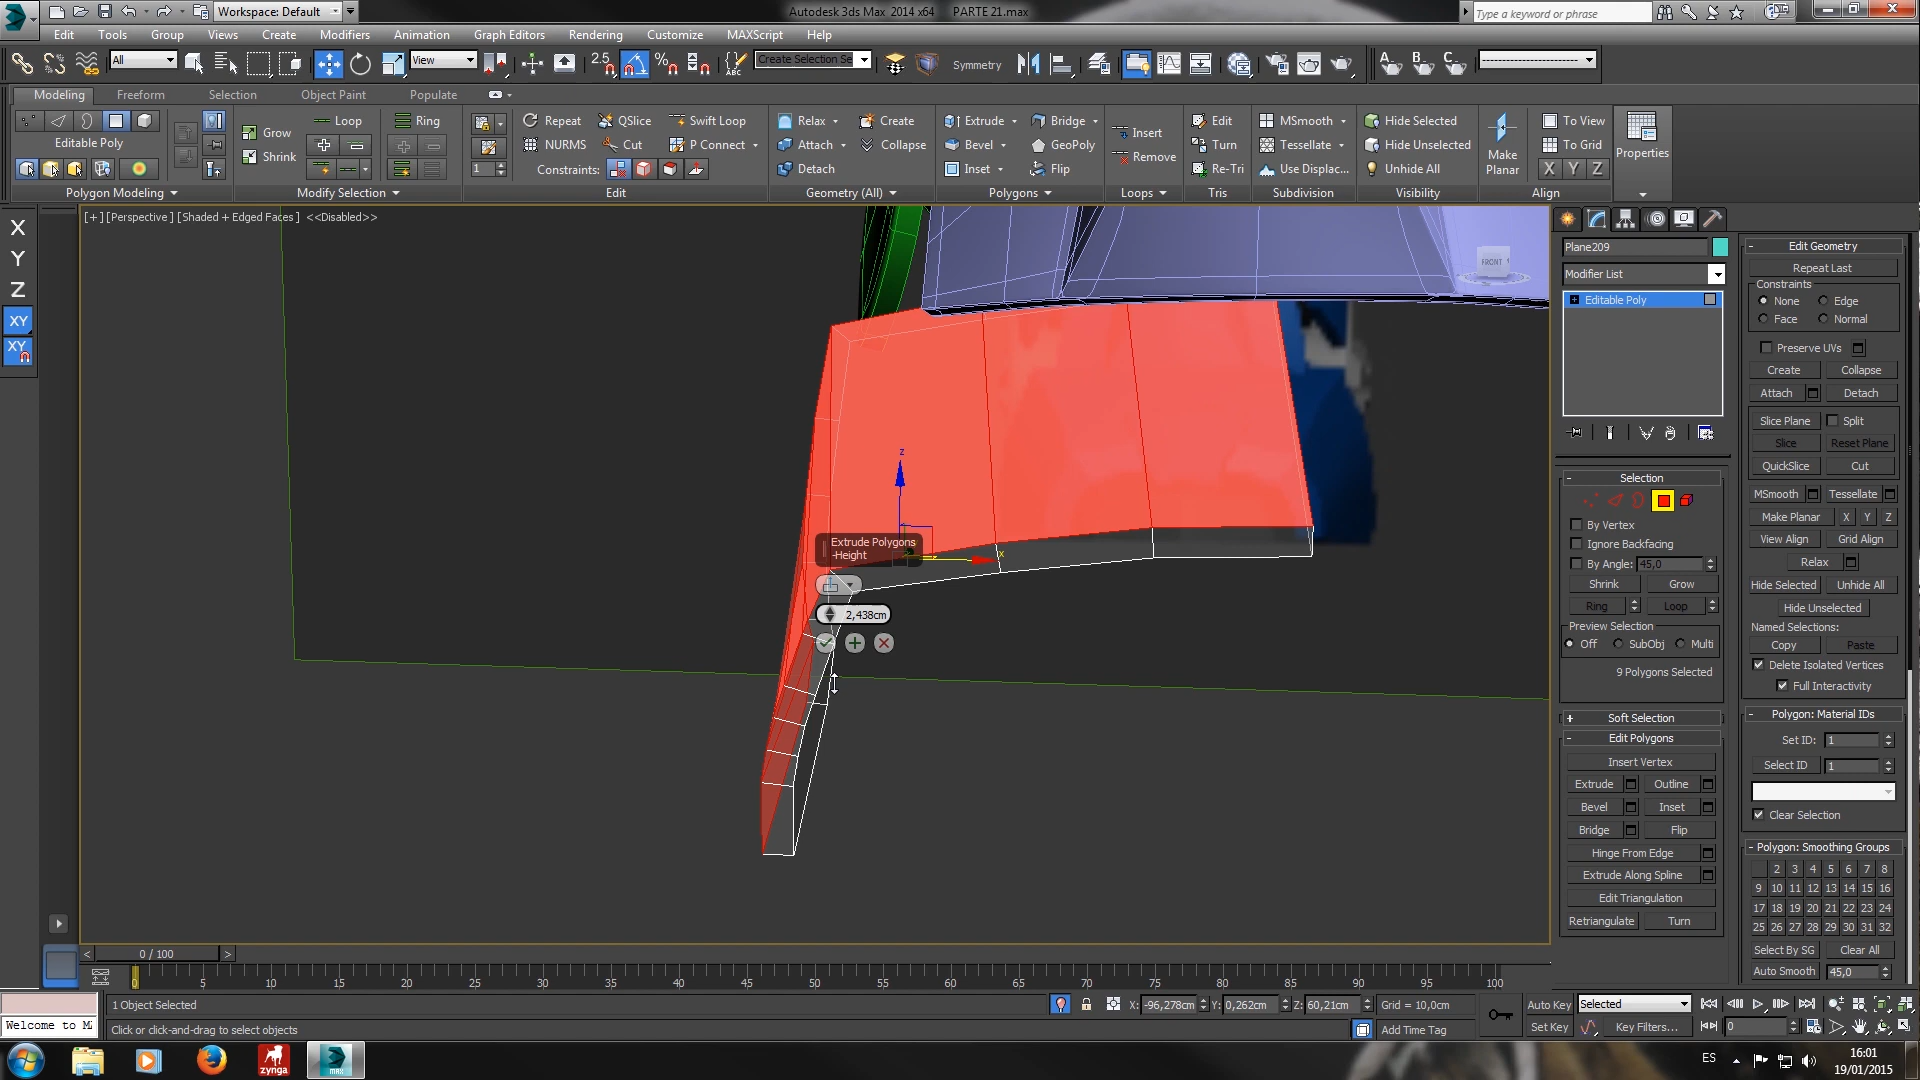 Workspace: Default
Autodesk 3ds Max 2014 x64 PARTE 21.max
Type a keyword or phrase
Edit Tools Group Views Create Modifiers Animation Graph Editors Rendering Customize MAXScript Help
All
View
2.5
Create Selection Se
Symmetry
Modeling Freeform Selection Object Paint Populate
Loop Ring Repeat QSlice Swift Loop Relax Create Extrude Bridge Insert Edit MSmooth Hide Selected To View
Editable Poly Grow NURMS Cut P Connect Attach Collapse Bevel GeoPoly Remove Turn Tessellate Hide Unselected To Grid
Shrink 1 Constraints: Detach Inset Flip Re-Tri Use Displac... Unhide All Make Planar X Y Z Properties
Polygon Modeling Modify Selection Edit Geometry (All) Polygons Loops Tris Subdivision Visibility Align
[+] [Perspective] [Shaded + Edged Faces] <<Disabled>>
X
Y
Z
XY
XY
FRONT
z
x
Extrude Polygons
-Height
2,438cm
Plane209
Modifier List
Editable Poly
Selection
By Vertex
Ignore Backfacing
By Angle: 45,0
Shrink Grow
Ring Loop
Preview Selection
Off SubObj Multi
9 Polygons Selected
Soft Selection
Edit Polygons
Insert Vertex
Extrude Outline
Bevel Inset
Bridge Flip
Hinge From Edge
Extrude Along Spline
Edit Triangulation
Retriangulate Turn
Edit Geometry
Repeat Last
Constraints
None Edge
Face Normal
Preserve UVs
Create Collapse
Attach Detach
Slice Plane Split
Slice Reset Plane
QuickSlice Cut
MSmooth Tessellate
Make Planar X Y Z
View Align Grid Align
Relax
Hide Selected Unhide All
Hide Unselected
Named Selections:
Copy Paste
Delete Isolated Vertices
Full Interactivity
Polygon: Material IDs
Set ID: 1
Select ID 1
Clear Selection
Polygon: Smoothing Groups
2 3 4 5 6 7 8
9 10 11 12 13 14 15 16
17 18 19 20 21 22 23 24
25 26 27 28 29 30 31 32
Select By SG Clear All
Auto Smooth 45,0
0 / 100
0 5 10 15 20 25 30 35 40 45 50 55 60 65 70 75 80 85 90 95 100
1 Object Selected X: -96,278cm Y: 0,262cm Z: 60,21cm Grid = 10,0cm Auto Key Selected
Welcome to Click or click-and-drag to select objects Add Time Tag Set Key Key Filters... 0
zynga
MAX
ES
16:01
19/01/2015